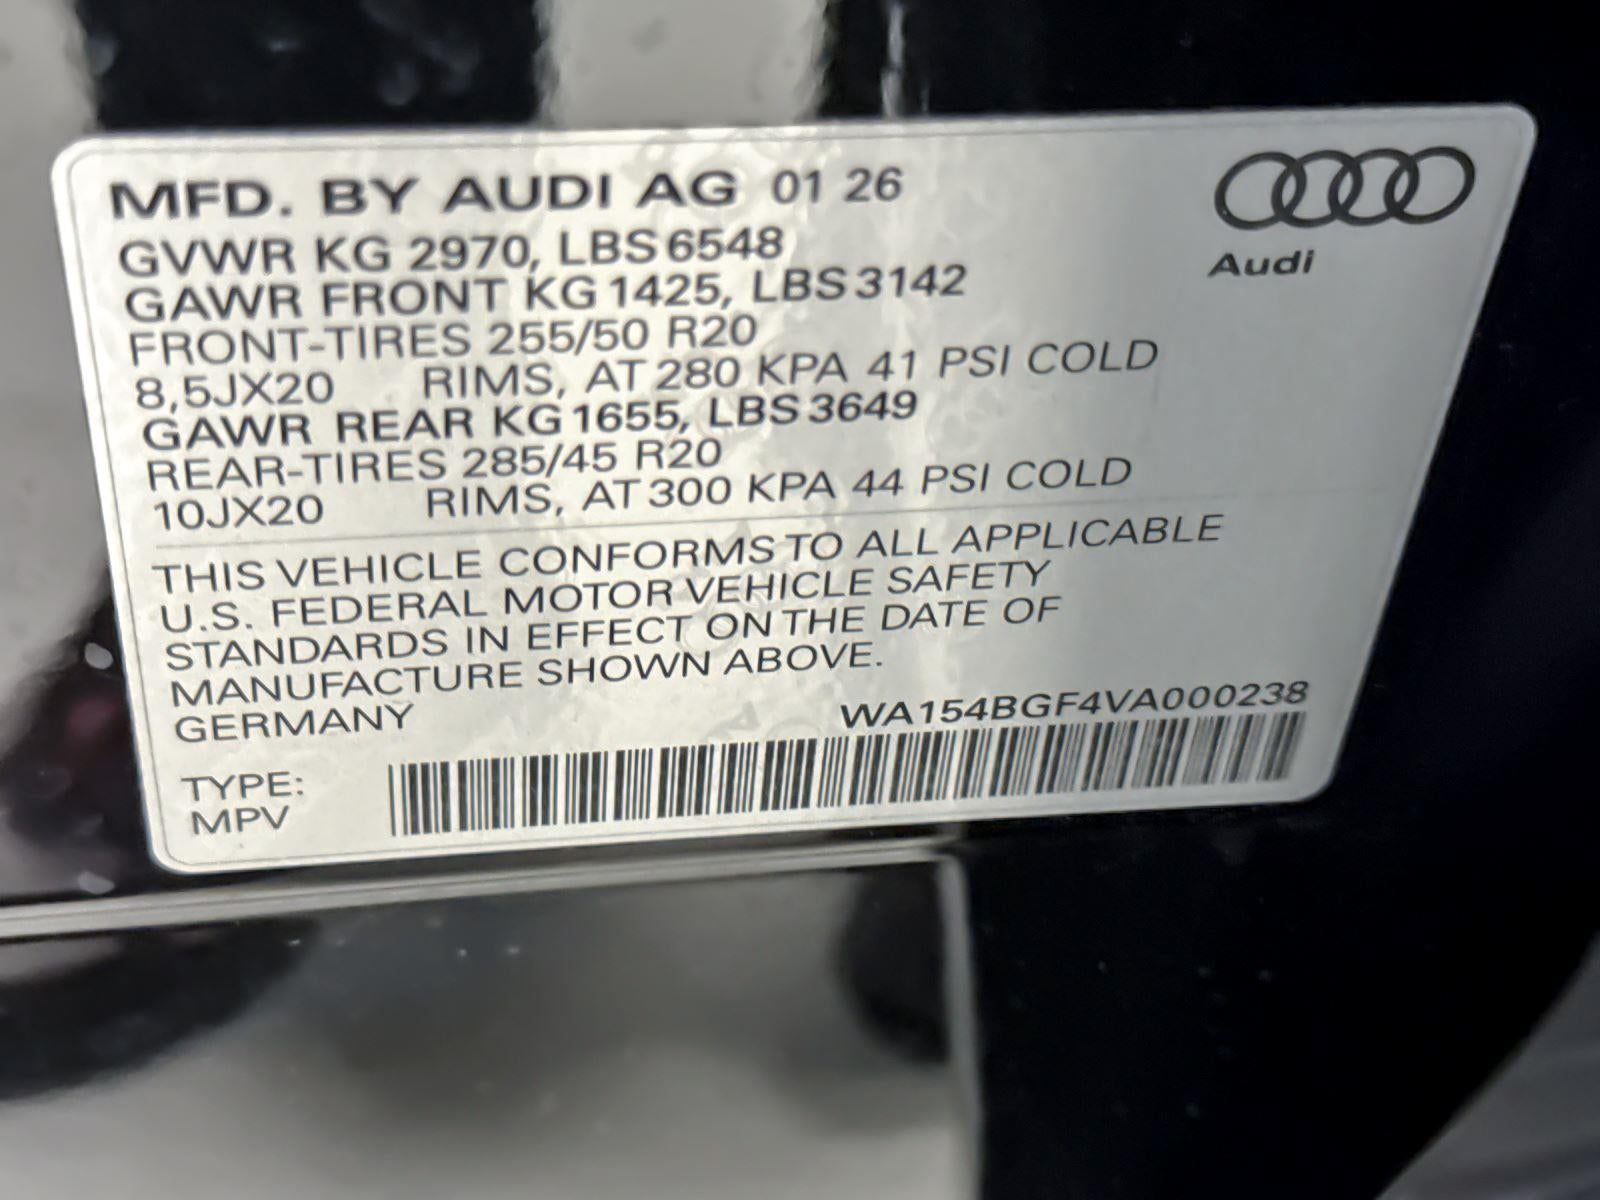 MFD. BY AUDI AG 01 26
Audi
GVWR KG 2970, LBS 6548
GAWR FRONT KG 1425, LBS 3142
FRONT-TIRES 255/50 R20
8,5JX20 RIMS, AT 280 KPA 41 PSI COLD
GAWR REAR KG 1655, LBS 3649
REAR-TIRES 285/45 R20
10JX20 RIMS, AT 300 KPA 44 PSI COLD
THIS VEHICLE CONFORMS TO ALL APPLICABLE
U.S. FEDERAL MOTOR VEHICLE SAFETY
STANDARDS IN EFFECT ON THE DATE OF
MANUFACTURE SHOWN ABOVE.
GERMANY WA154BGF4VA000238
TYPE:
MPV